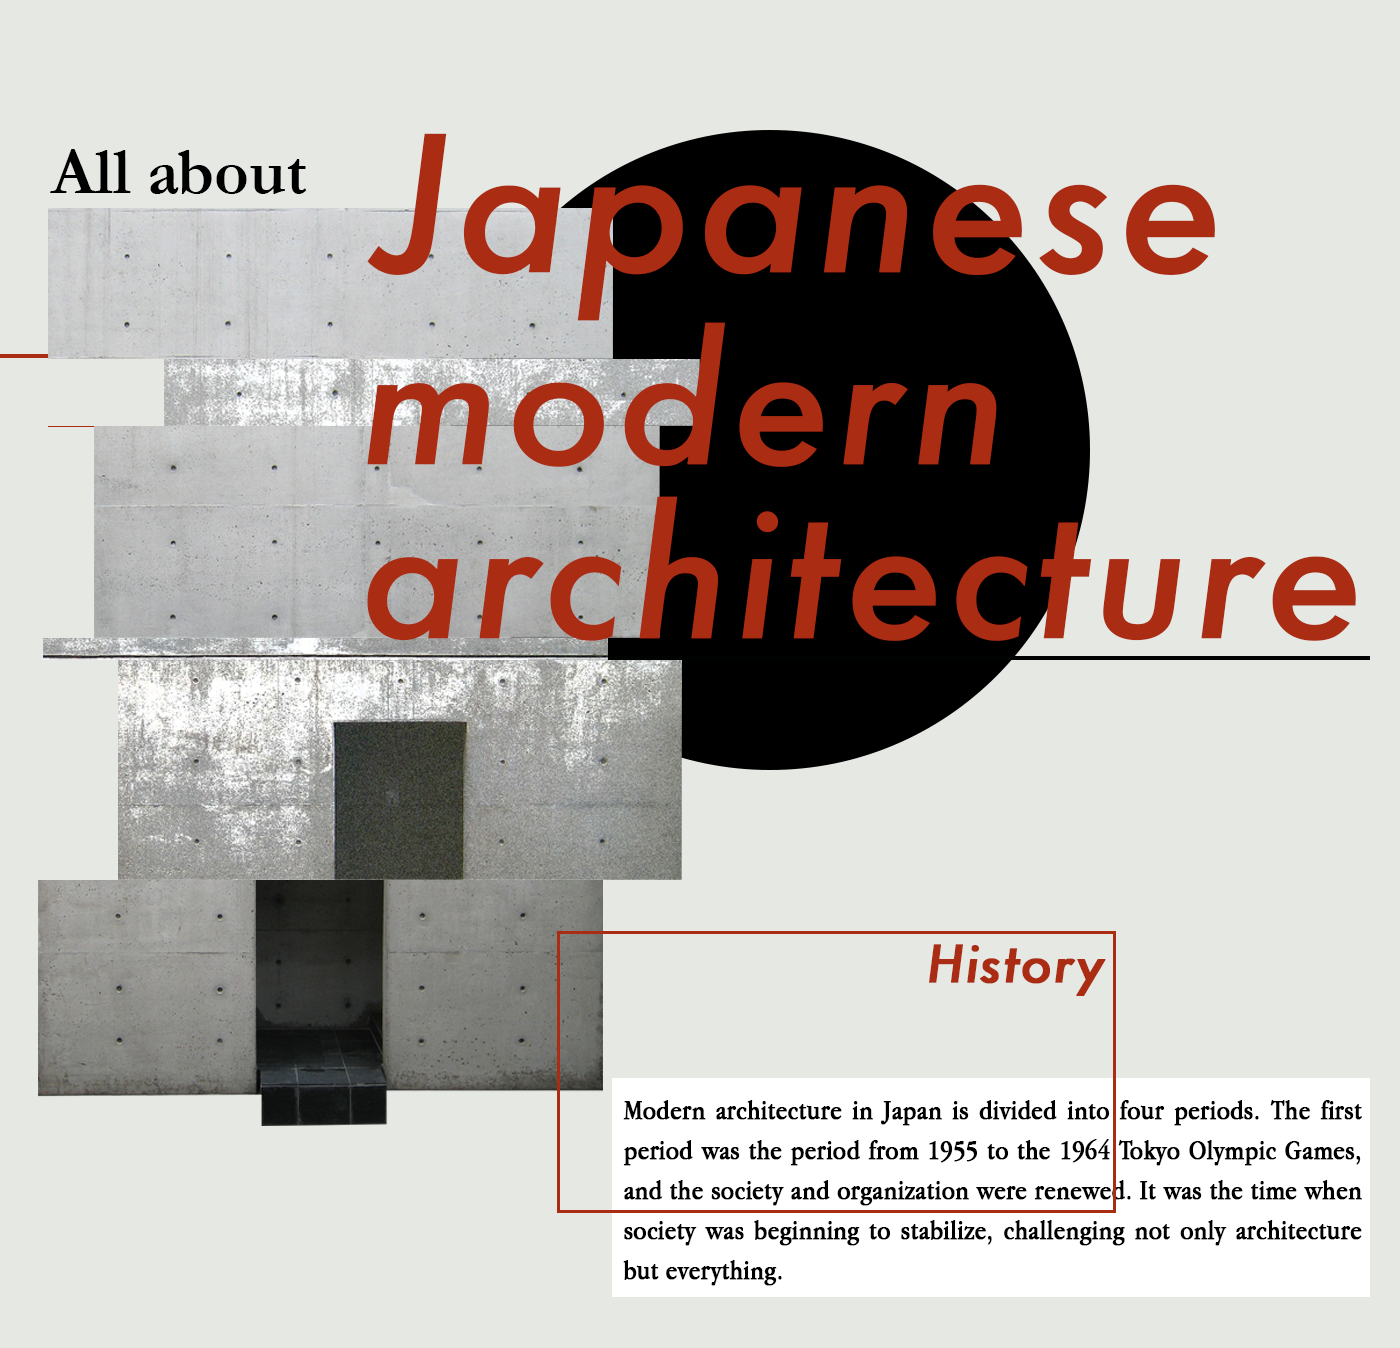 All about
Japanese
modern
architecture
History
Modern architecture in Japan is divided into four periods. The first
period was the period from 1955 to the 1964 Tokyo Olympic Games,
and the society and organization were renewed. It was the time when
society was beginning to stabilize, challenging not only architecture
but everything.